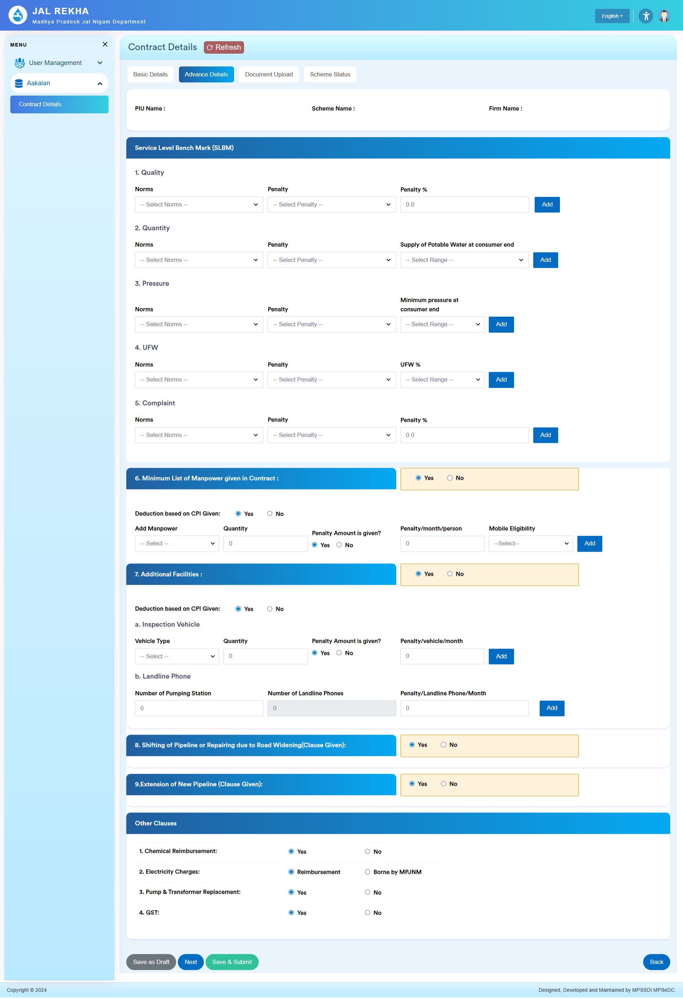 JAL REKHA
Madhya Pradesh Jal Nigam Department
English
MENU
User Management
Aakalan
Contract Details
Contract Details
Refresh
Basic Details
Advance Details
Document Upload
Scheme Status
PIU Name :
Scheme Name :
Firm Name :
Service Level Bench Mark (SLBM)
1. Quality
Norms
Penalty
Penalty %
-- Select Norms --
-- Select Penalty --
0.0
Add
2. Quantity
Norms
Penalty
Supply of Potable Water at consumer end
-- Select Norms --
-- Select Penalty --
-- Select Range --
Add
3. Pressure
Norms
Penalty
Minimum pressure at
consumer end
-- Select Norms --
-- Select Penalty --
-- Select Range --
Add
4. UFW
Norms
Penalty
UFW %
-- Select Norms --
-- Select Penalty --
-- Select Range --
Add
5. Complaint
Norms
Penalty
Penalty %
-- Select Norms --
-- Select Penalty --
0.0
Add
6. Minimum List of Manpower given in Contract :
Yes
No
Deduction based on CPI Given:
Yes
No
Add Manpower
Quantity
Penalty Amount is given?
Penalty/month/person
Mobile Eligibility
-- Select --
0
Yes
No
0
--Select--
Add
7. Additional Facilities :
Yes
No
Deduction based on CPI Given:
Yes
No
a. Inspection Vehicle
Vehicle Type
Quantity
Penalty Amount is given?
Penalty/vehicle/month
-- Select --
0
Yes
No
0
Add
b. Landline Phone
Number of Pumping Station
Number of Landline Phones
Penalty/Landline Phone/Month
0
0
0
Add
8. Shifting of Pipeline or Repairing due to Road Widening(Clause Given):
Yes
No
9.Extension of New Pipeline (Clause Given):
Yes
No
Other Clauses
1. Chemical Reimbursement:
Yes
No
2. Electricity Charges:
Reimbursement
Borne by MPJNM
3. Pump & Transformer Replacement:
Yes
No
4. GST:
Yes
No
Save as Draft
Next
Save & Submit
Back
Copyright © 2024
Designed, Developed and Maintained by MPSSDI MPSeDC.